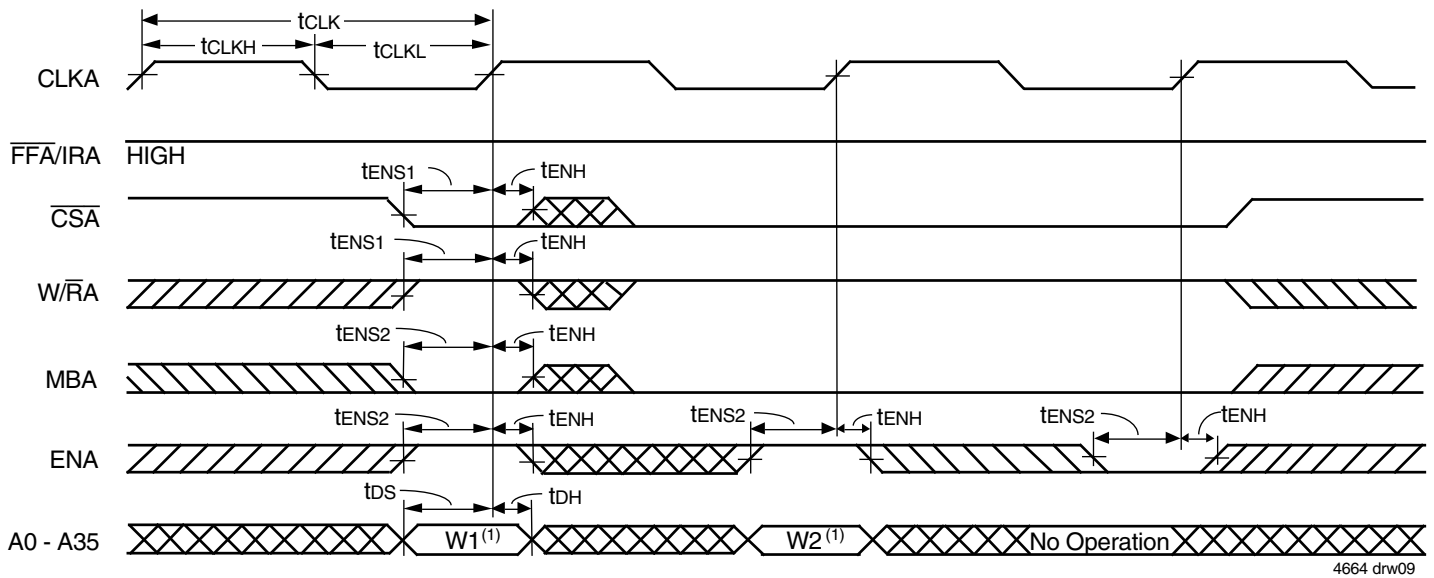 tCLK
tCLKH tCLKL
CLKA
FFA/IRA HIGH
tENS1 tENH
CSA
tENS1 tENH
W/RA
tENS2 tENH
MBA
tENS2 tENH tENS2 tENH tENS2 tENH
ENA
tDS tDH
A0 - A35 W1(1) W2(1) No Operation
4664 drw09